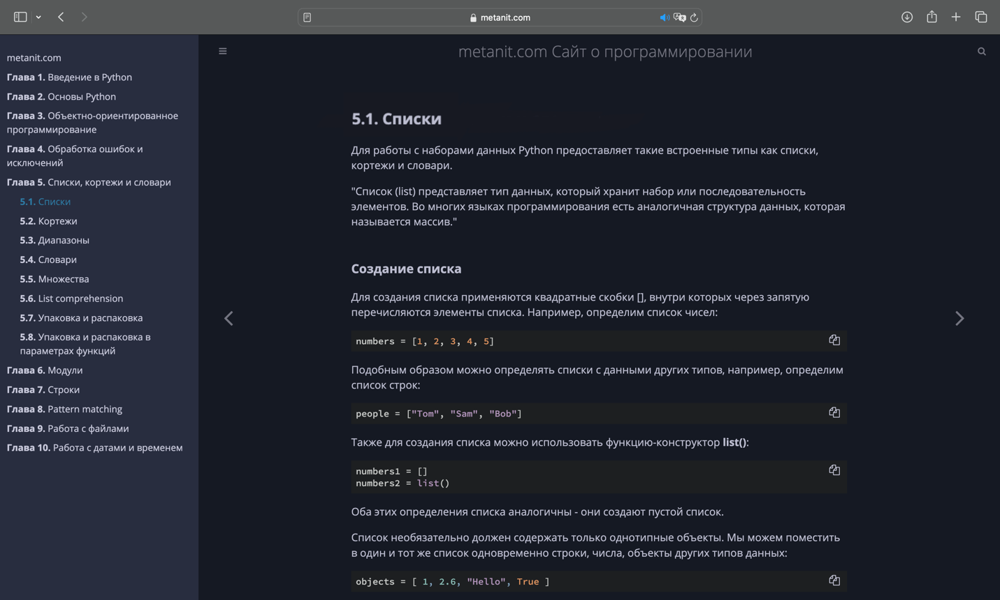 metanit.com
metanit.com
Глава 1. Введение в Python
Глава 2. Основы Python
Глава 3. Объектно-ориентированное
программирование
Глава 4. Обработка ошибок и
исключений
Глава 5. Списки, кортежи и словари
5.1. Списки
5.2. Кортежи
5.3. Диапазоны
5.4. Словари
5.5. Множества
5.6. List comprehension
5.7. Упаковка и распаковка
5.8. Упаковка и распаковка в
параметрах функций
Глава 6. Модули
Глава 7. Строки
Глава 8. Pattern matching
Глава 9. Работа с файлами
Глава 10. Работа с датами и временем
metanit.com Сайт о программировании
5.1. Списки
Для работы с наборами данных Python предоставляет такие встроенные типы как списки,
кортежи и словари.
"Список (list) представляет тип данных, который хранит набор или последовательность
элементов. Во многих языках программирования есть аналогичная структура данных, которая
называется массив."
Создание списка
Для создания списка применяются квадратные скобки [], внутри которых через запятую
перечисляются элементы списка. Например, определим список чисел:
numbers = [1, 2, 3, 4, 5]
Подобным образом можно определять списки с данными других типов, например, определим
список строк:
people = ["Tom", "Sam", "Bob"]
Также для создания списка можно использовать функцию-конструктор list():
numbers1 = []
numbers2 = list()
Оба этих определения списка аналогичны - они создают пустой список.
Список необязательно должен содержать только однотипные объекты. Мы можем поместить
в один и тот же список одновременно строки, числа, объекты других типов данных:
objects = [ 1, 2.6, "Hello", True ]